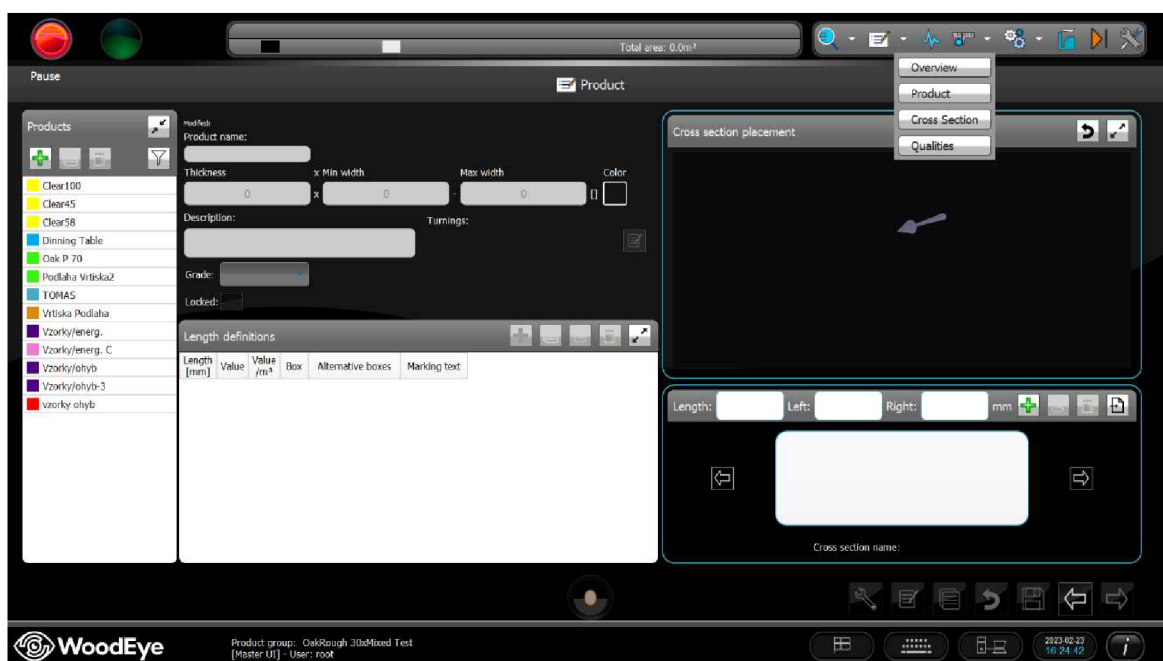 Total area: 0.0m²
Pause
Product
Overview
Product
Cross Section
Qualities
Products
Clear100
Clear45
Clear58
Dinning Table
Oak P 70
Podlaha Vrtiska2
TOMAS
Vrtiska Podlaha
Vzorky/energ.
Vzorky/energ. C
Vzorky/ohyb
Vzorky/ohyb-3
vzorky ohyb
Modified:
Product name:
Thickness x Min width Max width Color
0 x 0 - 0 []
Description: Turnings:
Grade:
Locked:
Length definitions
Length [mm] Value Value /m³ Box Alternative boxes Marking text
Cross section placement
Length: Left: Right: mm
Cross section name:
WoodEye
Product group: OakRough 30xMixed Test
[Master UI] - User: root
2023-02-23
16:24:42
i